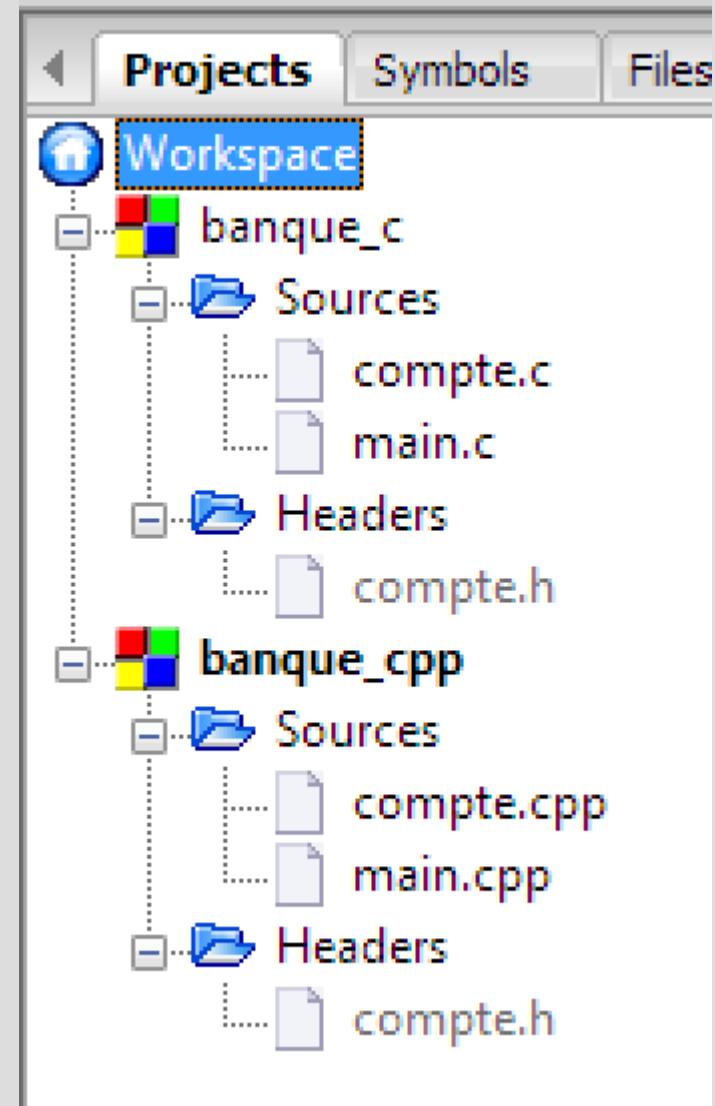 Projects Symbols Files
Workspace
banque_c
Sources
compte.c
main.c
Headers
compte.h
banque_cpp
Sources
compte.cpp
main.cpp
Headers
compte.h